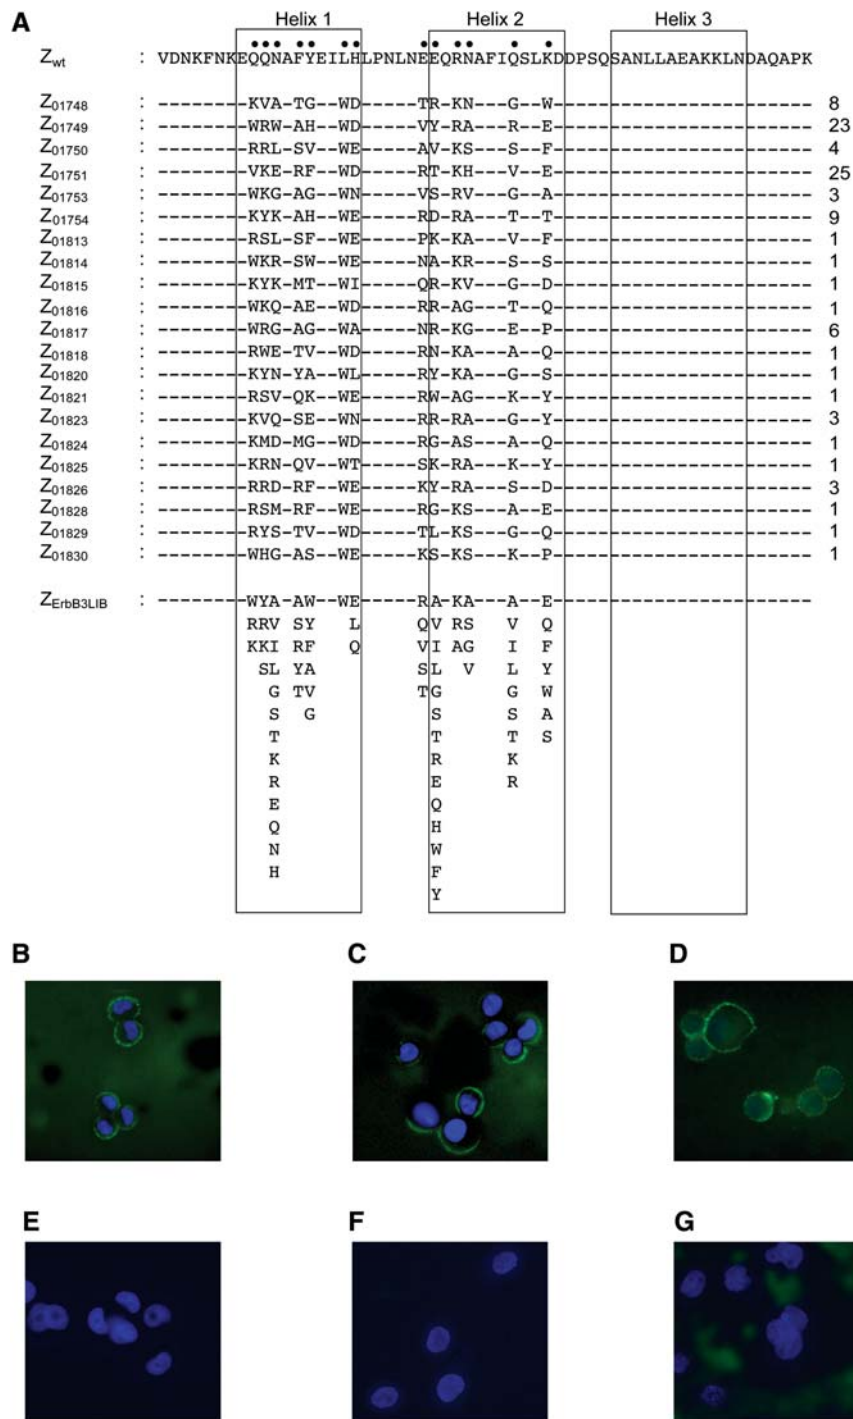 A
Helix 1 Helix 2 Helix 3
Zwt : VDNKFNKEQQNAFYEILHLPNLNEEQRNAFIQSLKDDPSQSANLLAEAKKLNDAQAPK
Z01748 : --------KVA-TG--WD-----TR-KN---G--W----------------------- 8
Z01749 : --------WRW-AH--WD-----VY-RA---R--E----------------------- 23
Z01750 : --------RRL-SV--WE-----AV-KS---S--F----------------------- 4
Z01751 : --------VKE-RF--WD-----RT-KH---V--E----------------------- 25
Z01753 : --------WKG-AG--WN-----VS-RV---G--A----------------------- 3
Z01754 : --------KYK-AH--WE-----RD-RA---T--T----------------------- 9
Z01813 : --------RSL-SF--WE-----PK-KA---V--F----------------------- 1
Z01814 : --------WKR-SW--WE-----NA-KR---S--S----------------------- 1
Z01815 : --------KYK-MT--WI-----QR-KV---G--D----------------------- 1
Z01816 : --------WKQ-AE--WD-----RR-AG---T--Q----------------------- 1
Z01817 : --------WRG-AG--WA-----NR-KG---E--P----------------------- 6
Z01818 : --------RWE-TV--WD-----RN-KA---A--Q----------------------- 1
Z01820 : --------KYN-YA--WL-----RY-KA---G--S----------------------- 1
Z01821 : --------RSV-QK--WE-----RW-AG---K--Y----------------------- 1
Z01823 : --------KVQ-SE--WN-----RR-KG---A--Y----------------------- 3
Z01824 : --------KMD-MG--WD-----RG-AS---A--Q----------------------- 1
Z01825 : --------KRN-QV--WT-----SK-RA---K--Y----------------------- 1
Z01826 : --------RRD-RF--WE-----KY-RA---S--D----------------------- 3
Z01828 : --------RSM-RF--WE-----RG-KS---A--E----------------------- 1
Z01829 : --------RYS-TV--WD-----TL-KS---G--Q----------------------- 1
Z01830 : --------WHG-AS--WE-----KS-KS---K--P----------------------- 1
ZErbB3LIB : --------WYA-AW--WE-----RA-KA---A--E-----------------------
RRV SY L QV RS V Q
KKI RF Q VI AG I F
SL YA SL V L Y
G TV TG G W
S G S S A
T T T S
K R K
R E R
E Q
Q H
N W
H F
Y
B C D
E F G